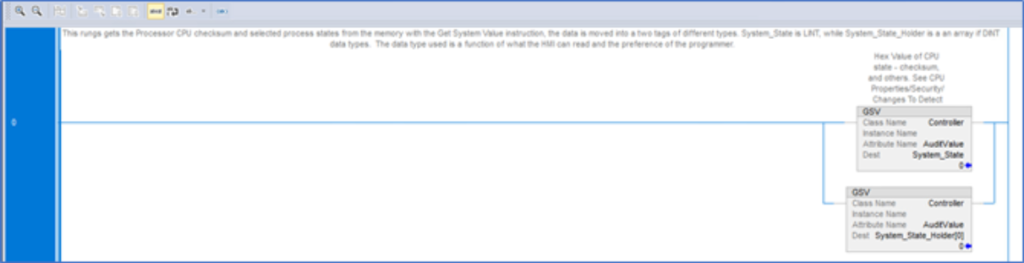 This rungs gets the Processor CPU checksum and selected process states from the memory with the Get System Value instruction, the data is moved into a two tags of different types. System_State is LINT, while System_State_Holder is a an array if DINT
data types. The data type used is a function of what the HMI can read and the preference of the programmer.
Hex Value of CPU
state - checksum,
and others. See CPU
Properties/Security/
Changes To Detect
0
GSV
Class Name Controller
Instance Name
Attribute Name AuditValue
Dest System_State
0
GSV
Class Name Controller
Instance Name
Attribute Name AuditValue
Dest System_State_Holder[0]
0